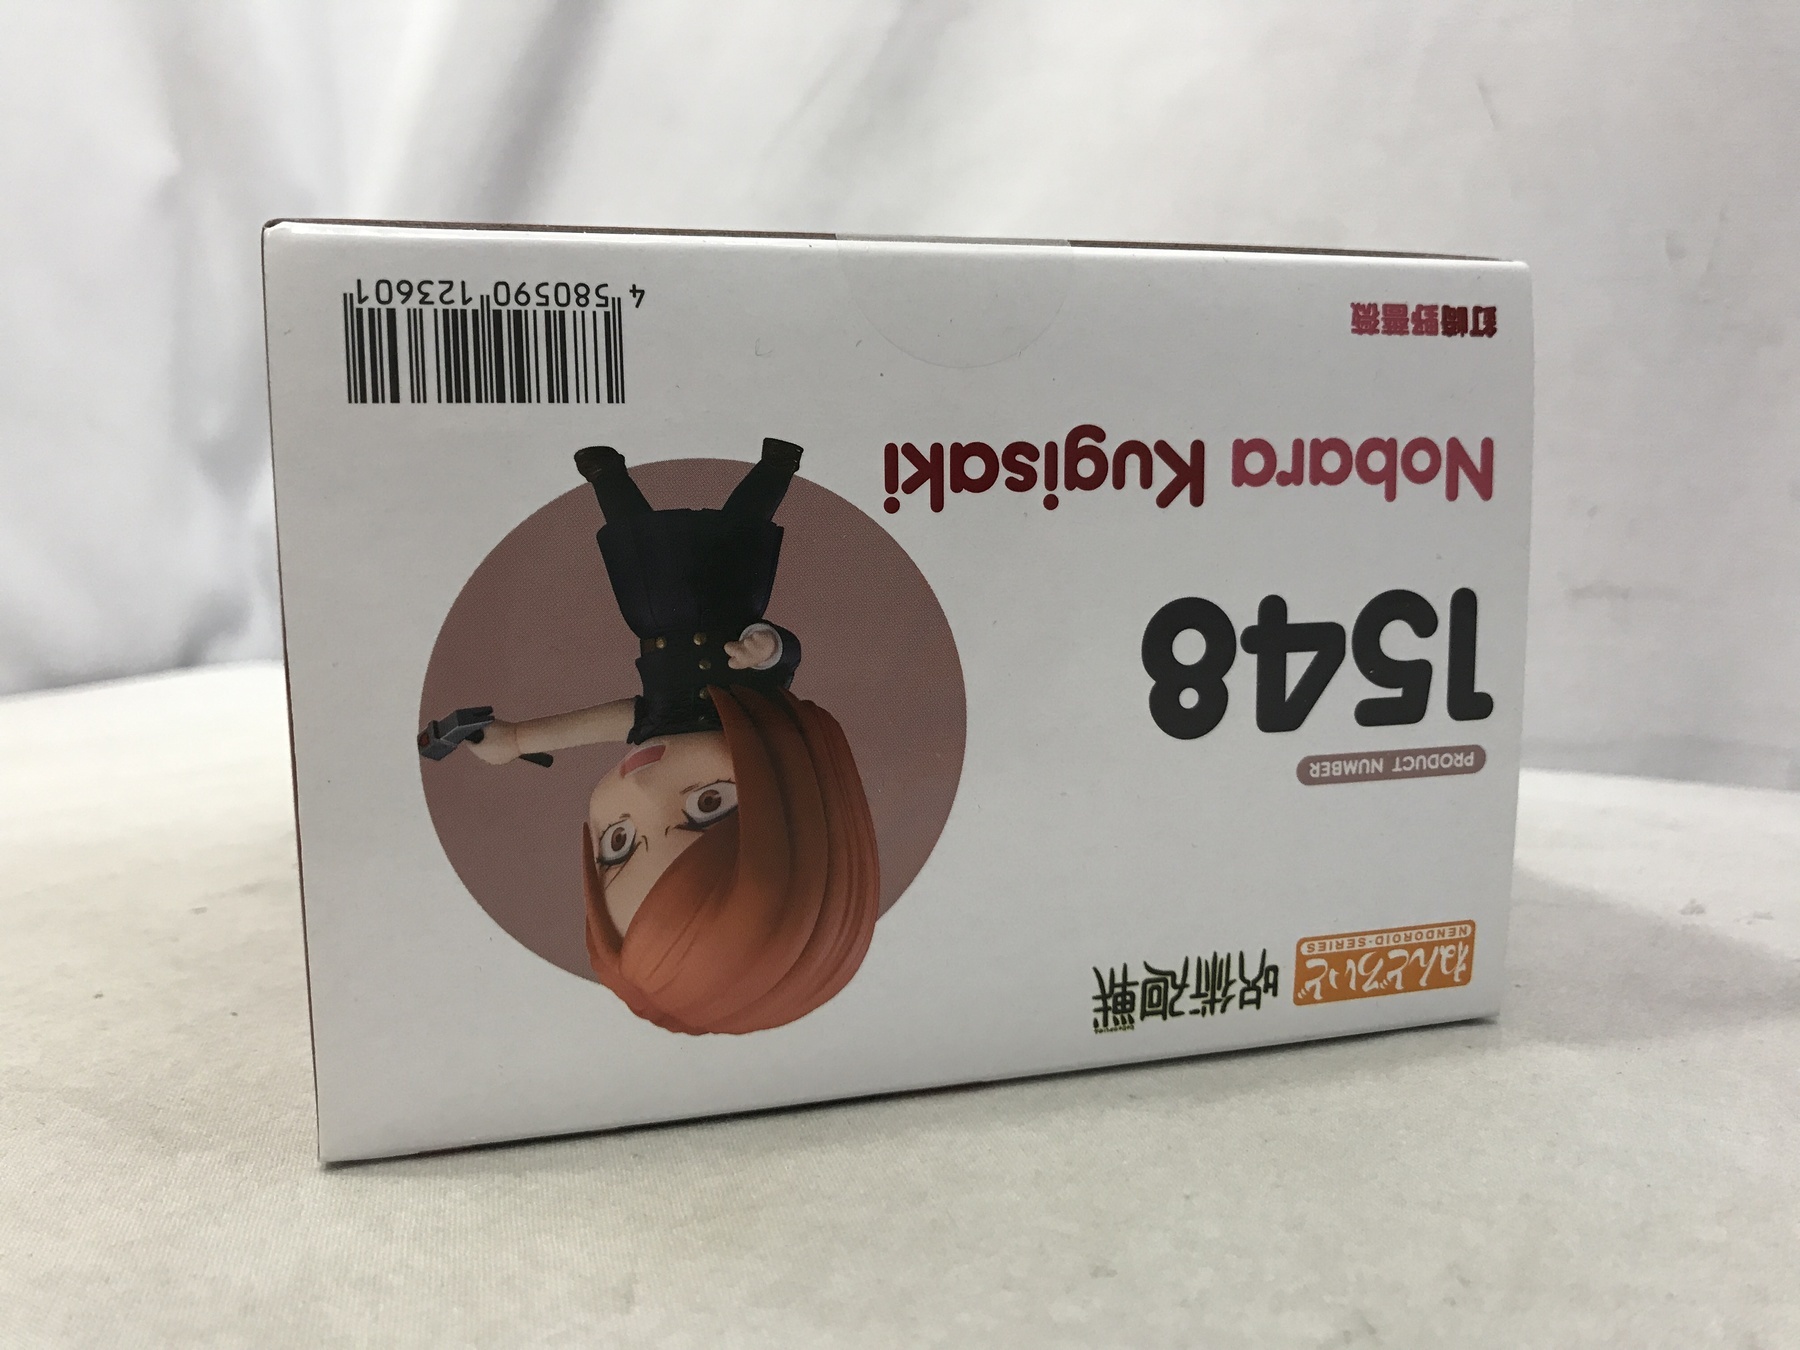 ねんどろいど
NENDOROID-SERIES
呪術廻戦
PRODUCT NUMBER
1548
Nobara Kugisaki
釘崎野薔薇
4 580590 123601